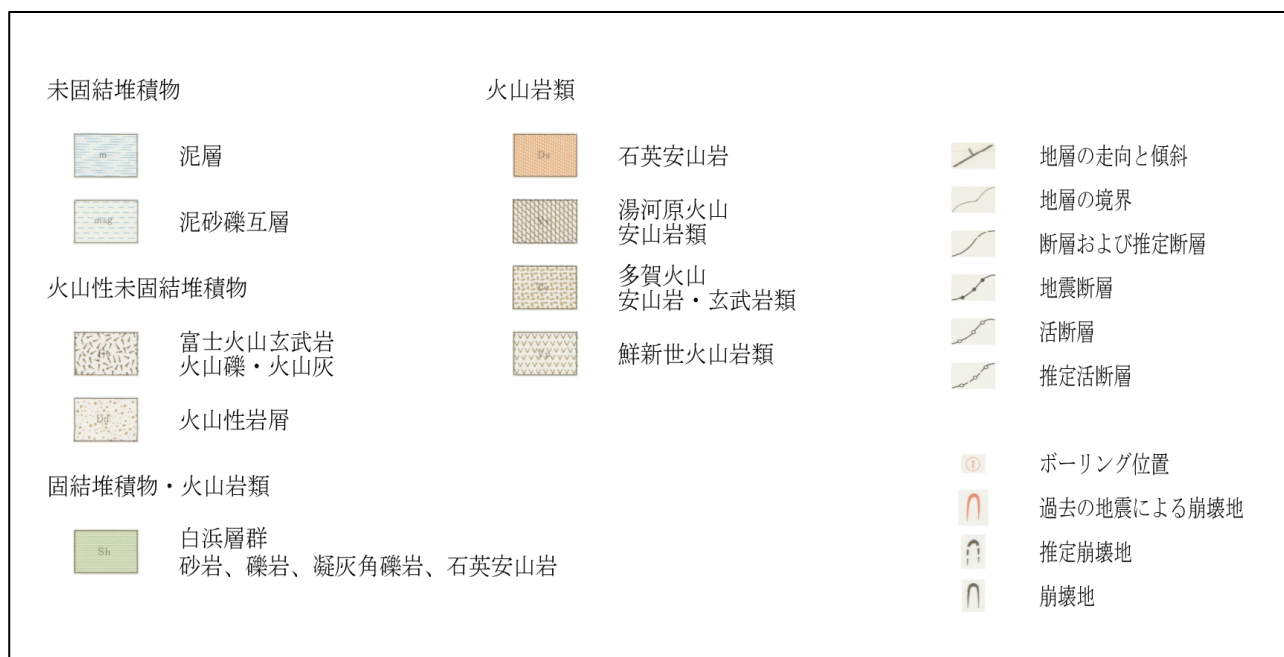 未固結堆積物
m
泥層
msg
泥砂礫互層
火山性未固結堆積物
富士火山玄武岩
火山礫・火山灰
Dd
火山性岩屑
固結堆積物・火山岩類
Sh
白浜層群
砂岩、礫岩、凝灰角礫岩、石英安山岩
火山岩類
Ds
石英安山岩
湯河原火山
安山岩類
多賀火山
安山岩・玄武岩類
鮮新世火山岩類
地層の走向と傾斜
地層の境界
断層および推定断層
地震断層
活断層
推定活断層
①
ボーリング位置
過去の地震による崩壊地
推定崩壊地
崩壊地